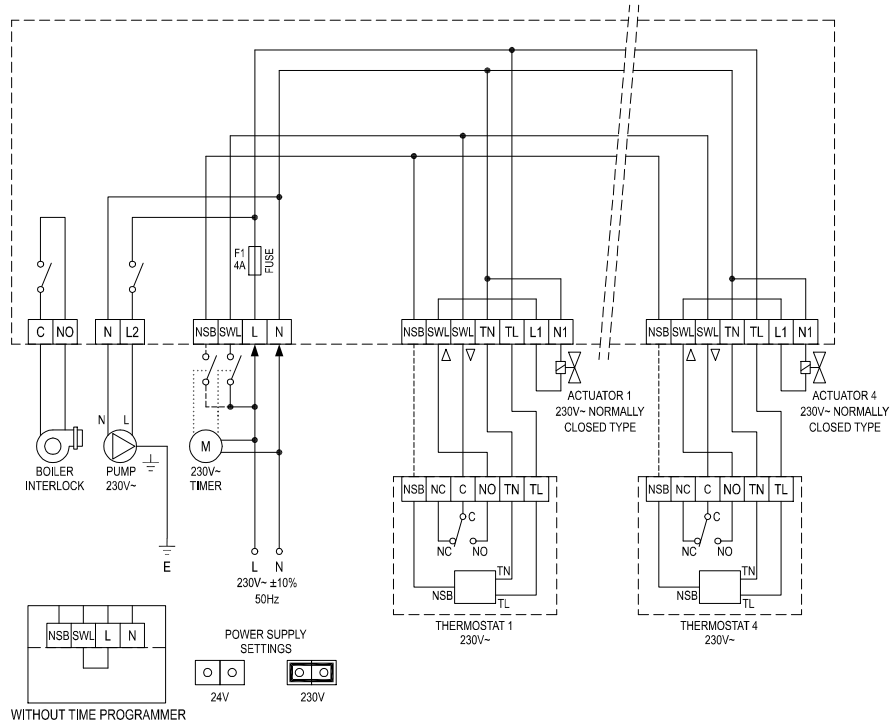 F1
4A
FUSE
C NO N L2 NSB SWL L N NSB SWL SWL TN TL L1 N1 NSB SWL SWL TN TL L1 N1
ACTUATOR 1
230V~ NORMALLY
CLOSED TYPE
ACTUATOR 4
230V~ NORMALLY
CLOSED TYPE
N L
M
BOILER
INTERLOCK
PUMP
230V~
230V~
TIMER
NSB NC C NO TN TL
C
NC NO
TN
NSB
TL
THERMOSTAT 1
230V~
NSB NC C NO TN TL
C
NC NO
TN
NSB
TL
THERMOSTAT 4
230V~
E
L N
230V~ ±10%
50Hz
NSB SWL L N
WITHOUT TIME PROGRAMMER
POWER SUPPLY
SETTINGS
24V 230V